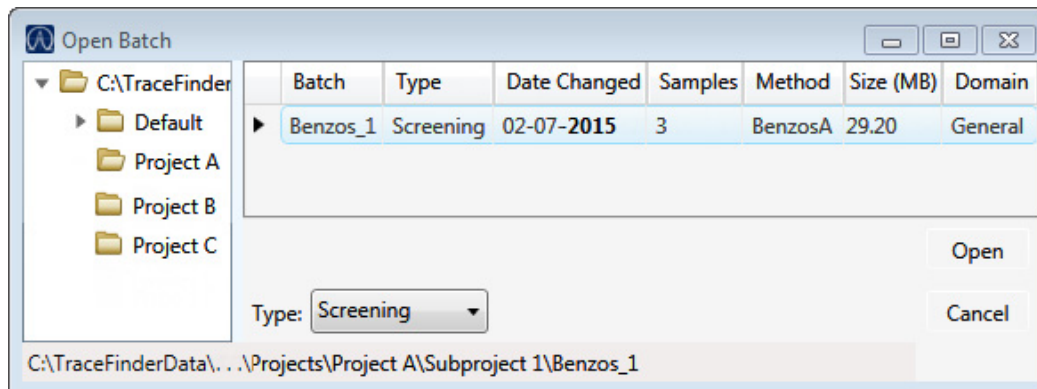 Open Batch
C:\TraceFinder
Default
Project A
Project B
Project C
Batch Type Date Changed Samples Method Size (MB) Domain
Benzos_1 Screening 02-07-2015 3 BenzosA 29.20 General
Open
Type: Screening
Cancel
C:\TraceFinderData\. . .\Projects\Project A\Subproject 1\Benzos_1